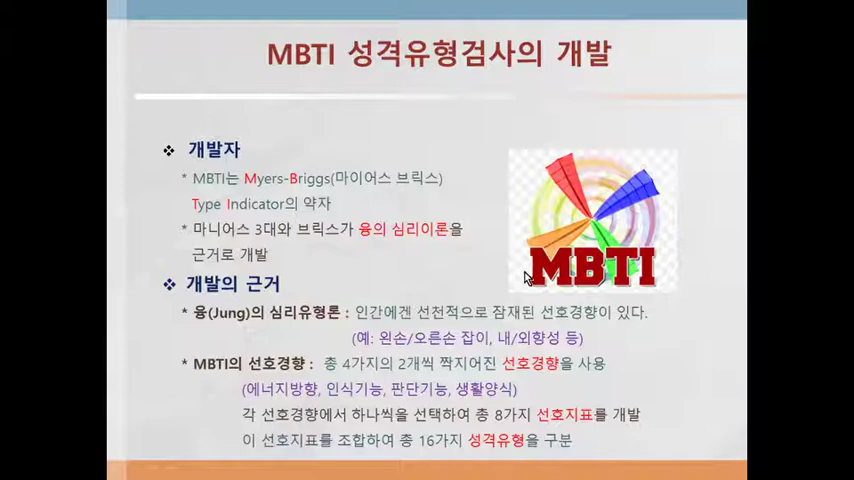 MBTI 성격유형검사의 개발
❖ 개발자
* MBTI는 Myers-Briggs(마이어스 브릭스)
Type Indicator의 약자
* 마니어스 3대와 브릭스가 융의 심리이론을
근거로 개발
MBTI
❖ 개발의 근거
* 융(Jung)의 심리유형론 : 인간에겐 선천적으로 잠재된 선호경향이 있다.
(예: 왼손/오른손 잡이, 내/외향성 등)
* MBTI의 선호경향 : 총 4가지의 2개씩 짝지어진 선호경향을 사용
(에너지방향, 인식기능, 판단기능, 생활양식)
각 선호경향에서 하나씩을 선택하여 총 8가지 선호지표를 개발
이 선호지표를 조합하여 총 16가지 성격유형을 구분